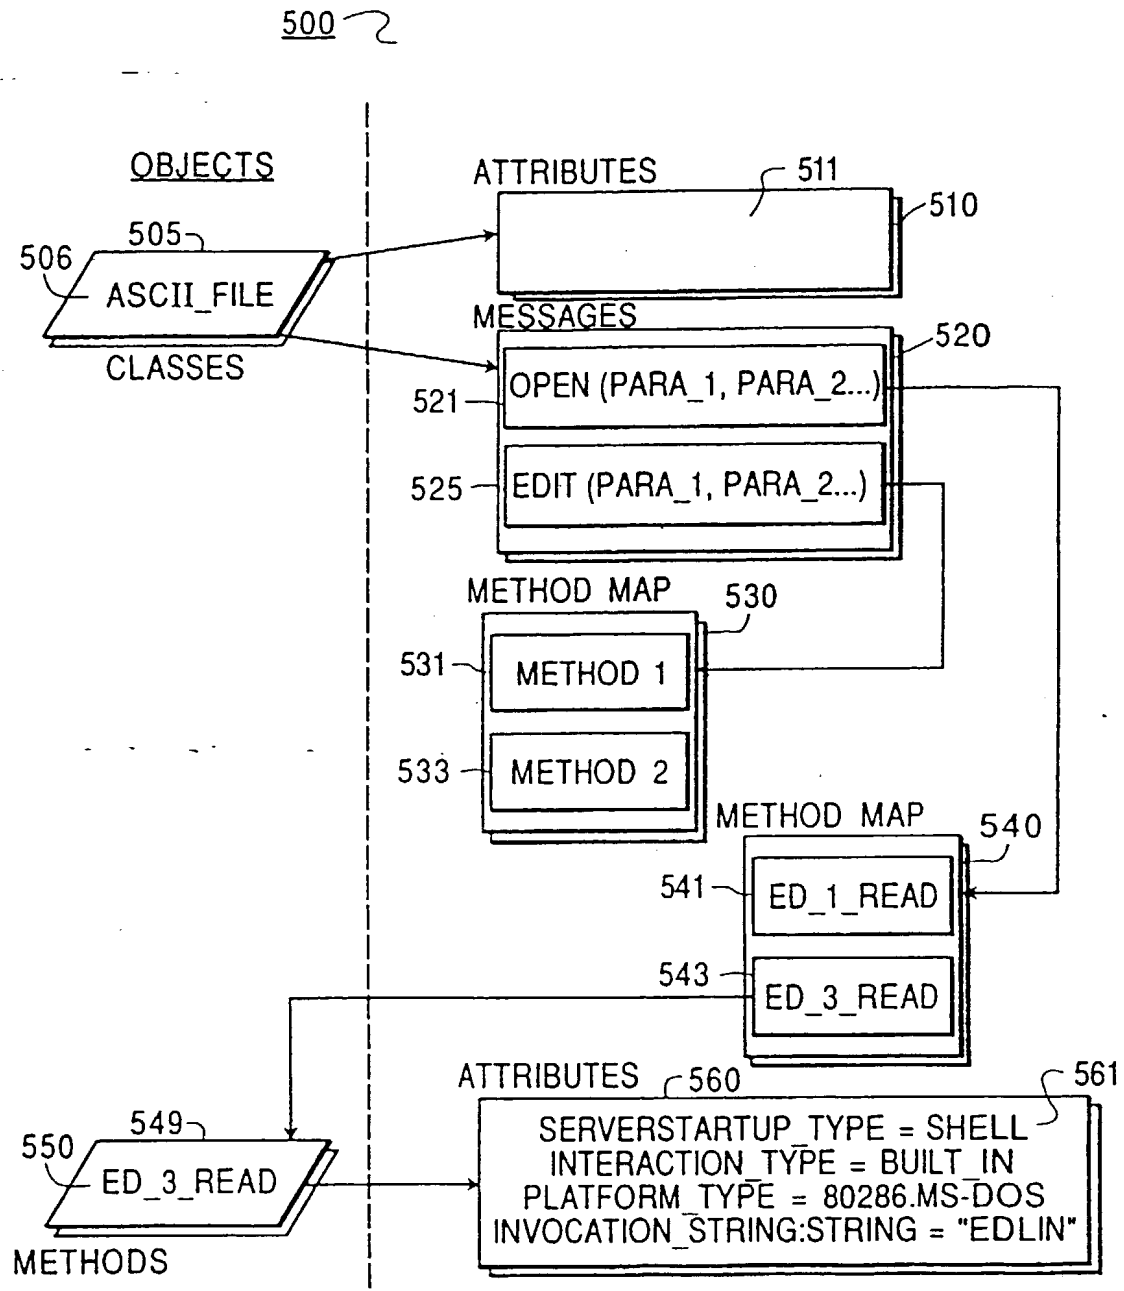 500
OBJECTS
ATTRIBUTES
511
510
505
506
ASCII_FILE
CLASSES
MESSAGES
520
OPEN (PARA_1, PARA_2...)
521
EDIT (PARA_1, PARA_2...)
525
METHOD MAP
530
531
METHOD 1
533
METHOD 2
METHOD MAP
540
541
ED_1_READ
543
ED_3_READ
ATTRIBUTES
560
561
SERVERSTARTUP_TYPE = SHELL
INTERACTION_TYPE = BUILT_IN
PLATFORM_TYPE = 80286.MS-DOS
INVOCATION_STRING:STRING = "EDLIN"
549
550
ED_3_READ
METHODS